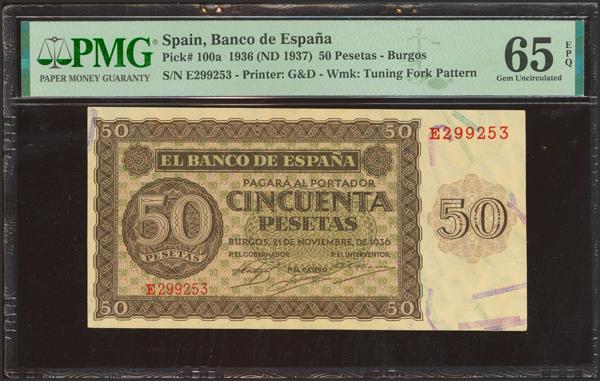 PMG
PAPER MONEY GUARANTY
Spain, Banco de España
Pick# 100a 1936 (ND 1937) 50 Pesetas - Burgos
S/N E299253 - Printer: G&D - Wmk: Tuning Fork Pattern
65 EPQ
Gem Uncirculated
50
50
E299253
EL BANCO DE ESPAÑA
PAGARÁ AL PORTADOR
CINCUENTA
PESETAS
50
PESETAS
50
BURGOS, 21 DE NOVIEMBRE, DE 1936
P. EL GOBERNADOR
P. EL INTERVENTOR
P. EL CAJERO
E299253
50
50